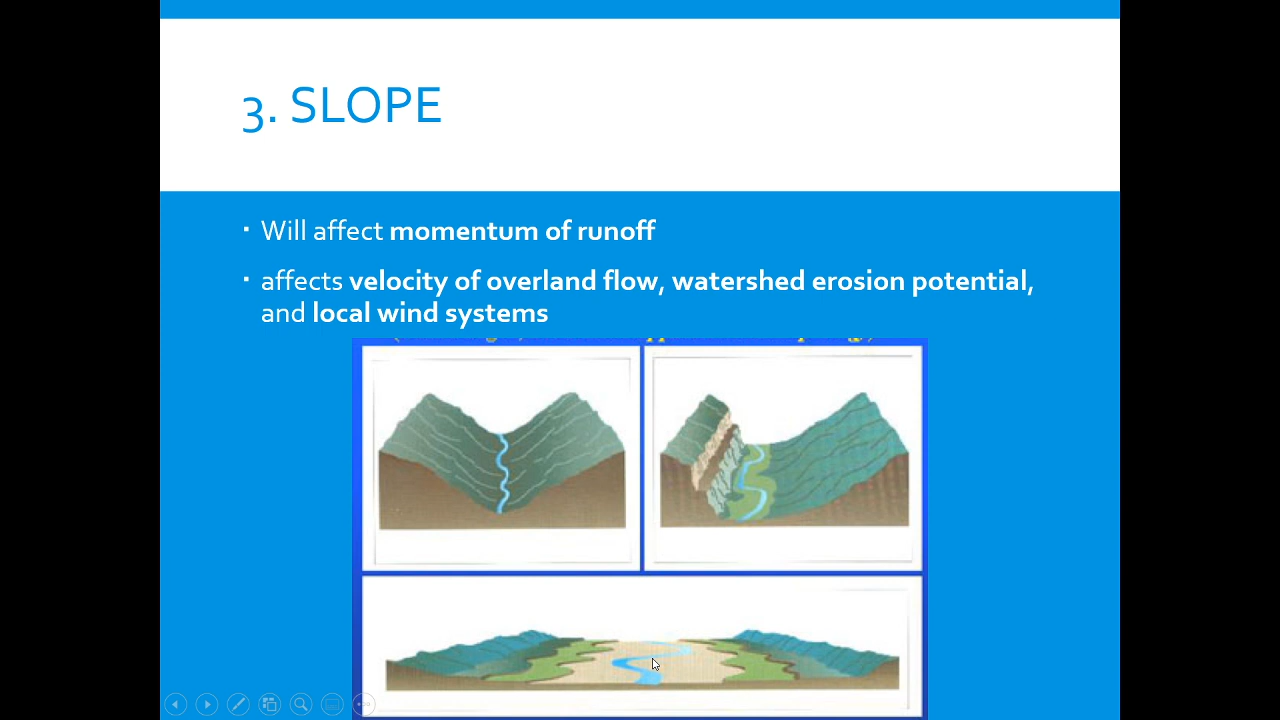 3. SLOPE
▪ Will affect momentum of runoff
▪ affects velocity of overland flow, watershed erosion potential,
and local wind systems